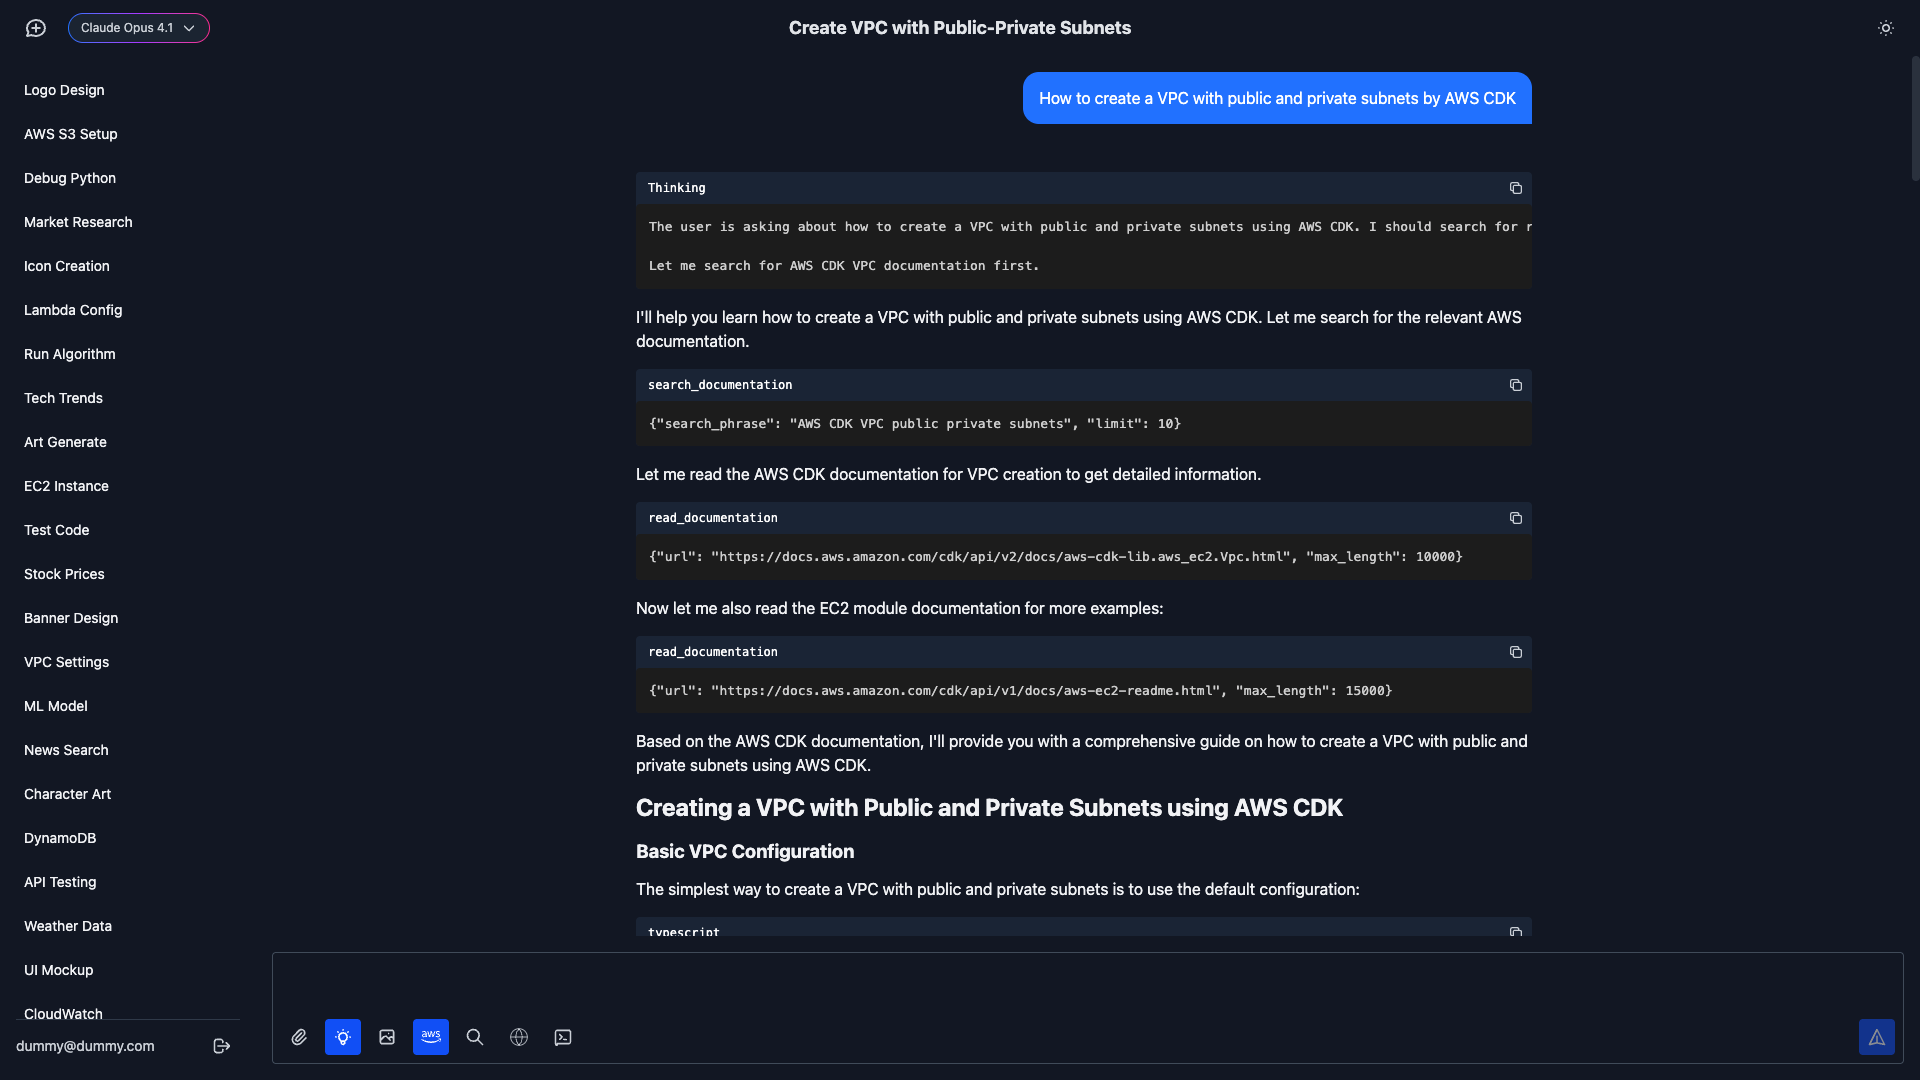 Claude Opus 4.1
Create VPC with Public-Private Subnets
Logo Design
AWS S3 Setup
Debug Python
Market Research
Icon Creation
Lambda Config
Run Algorithm
Tech Trends
Art Generate
EC2 Instance
Test Code
Stock Prices
Banner Design
VPC Settings
ML Model
News Search
Character Art
DynamoDB
API Testing
Weather Data
UI Mockup
CloudWatch
dummy@dummy.com
How to create a VPC with public and private subnets by AWS CDK
Thinking
The user is asking about how to create a VPC with public and private subnets using AWS CDK. I should search for r
Let me search for AWS CDK VPC documentation first.
I'll help you learn how to create a VPC with public and private subnets using AWS CDK. Let me search for the relevant AWS
documentation.
search_documentation
{"search_phrase": "AWS CDK VPC public private subnets", "limit": 10}
Let me read the AWS CDK documentation for VPC creation to get detailed information.
read_documentation
{"url": "https://docs.aws.amazon.com/cdk/api/v2/docs/aws-cdk-lib.aws_ec2.Vpc.html", "max_length": 10000}
Now let me also read the EC2 module documentation for more examples:
read_documentation
{"url": "https://docs.aws.amazon.com/cdk/api/v1/docs/aws-ec2-readme.html", "max_length": 15000}
Based on the AWS CDK documentation, I'll provide you with a comprehensive guide on how to create a VPC with public and
private subnets using AWS CDK.
Creating a VPC with Public and Private Subnets using AWS CDK
Basic VPC Configuration
The simplest way to create a VPC with public and private subnets is to use the default configuration:
typescript
aws